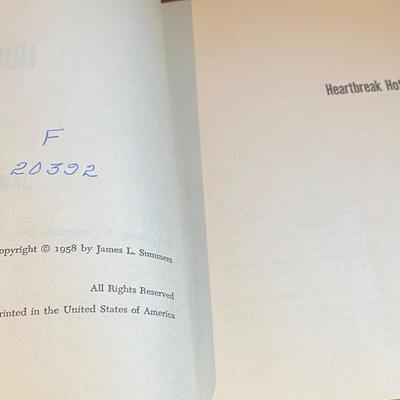 F
20392
opyright © 1958 by James L. Summers
All Rights Reserved
rinted in the United States of America
Heartbreak Hot